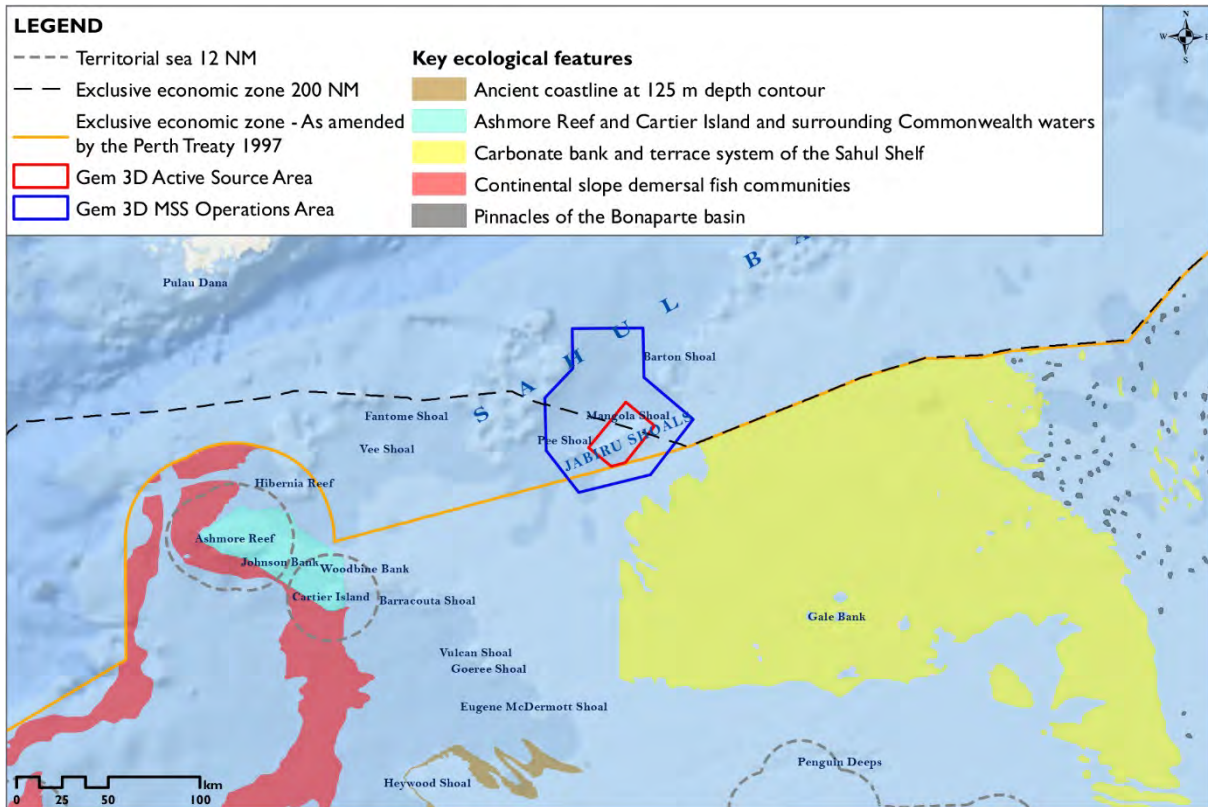 LEGEND
Territorial sea 12 NM
Exclusive economic zone 200 NM
Exclusive economic zone - As amended
by the Perth Treaty 1997
Gem 3D Active Source Area
Gem 3D MSS Operations Area
Key ecological features
Ancient coastline at 125 m depth contour
Ashmore Reef and Cartier Island and surrounding Commonwealth waters
Carbonate bank and terrace system of the Sahul Shelf
Continental slope demersal fish communities
Pinnacles of the Bonaparte basin
N
W E
S
Pulau Dana
S A H U L B A
Barton Shoal
Fantome Shoal
Mangola Shoal
Vee Shoal
Pee Shoal
JABIRU SHOALS
Hibernia Reef
Ashmore Reef
Johnson Bank
Woodbine Bank
Cartier Island
Barracouta Shoal
Gale Bank
Vulcan Shoal
Goeree Shoal
Eugene McDermott Shoal
Heywood Shoal
Penguin Deeps
km
0 25 50 100